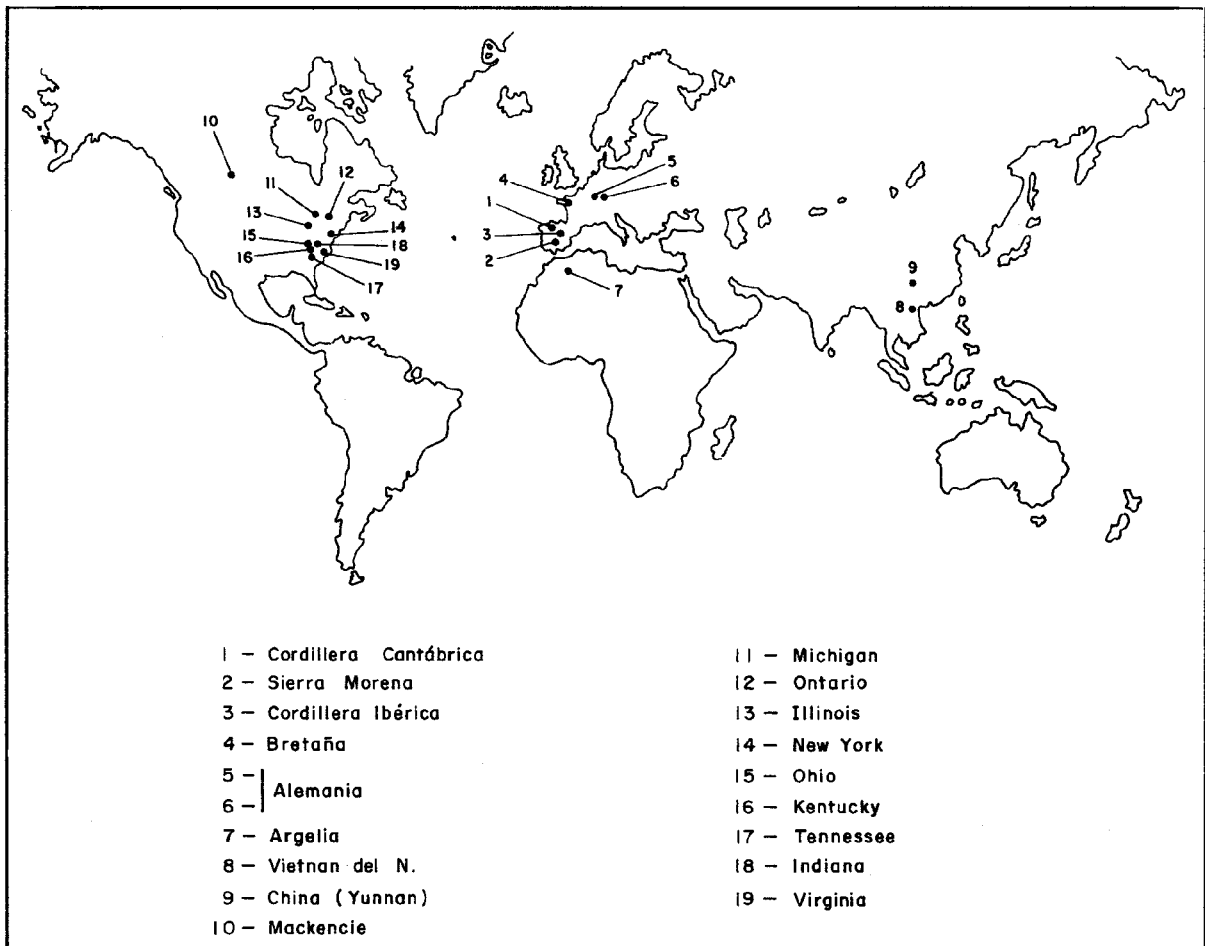 10
11
12
13
14
15
18
16
19
17
4
5
6
1
3
2
7
9
8
1 – Cordillera Cantábrica
2 – Sierra Morena
3 – Cordillera Ibérica
4 – Bretaña
5 –
6 –
Alemania
7 – Argelia
8 – Vietnan del N.
9 – China (Yunnan)
10 – Mackencie
11 – Michigan
12 – Ontario
13 – Illinois
14 – New York
15 – Ohio
16 – Kentucky
17 – Tennessee
18 – Indiana
19 – Virginia